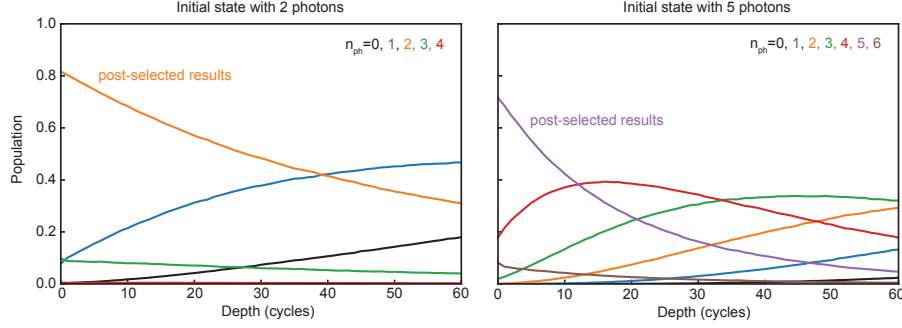 Initial state with 2 photons
Population
1.0
0.8
0.6
0.4
0.2
0.0
n_ph=0, 1, 2, 3, 4
post-selected results
0 10 20 30 40 50 60
Depth (cycles)
Initial state with 5 photons
n_ph=0, 1, 2, 3, 4, 5, 6
post-selected results
0 10 20 30 40 50 60
Depth (cycles)